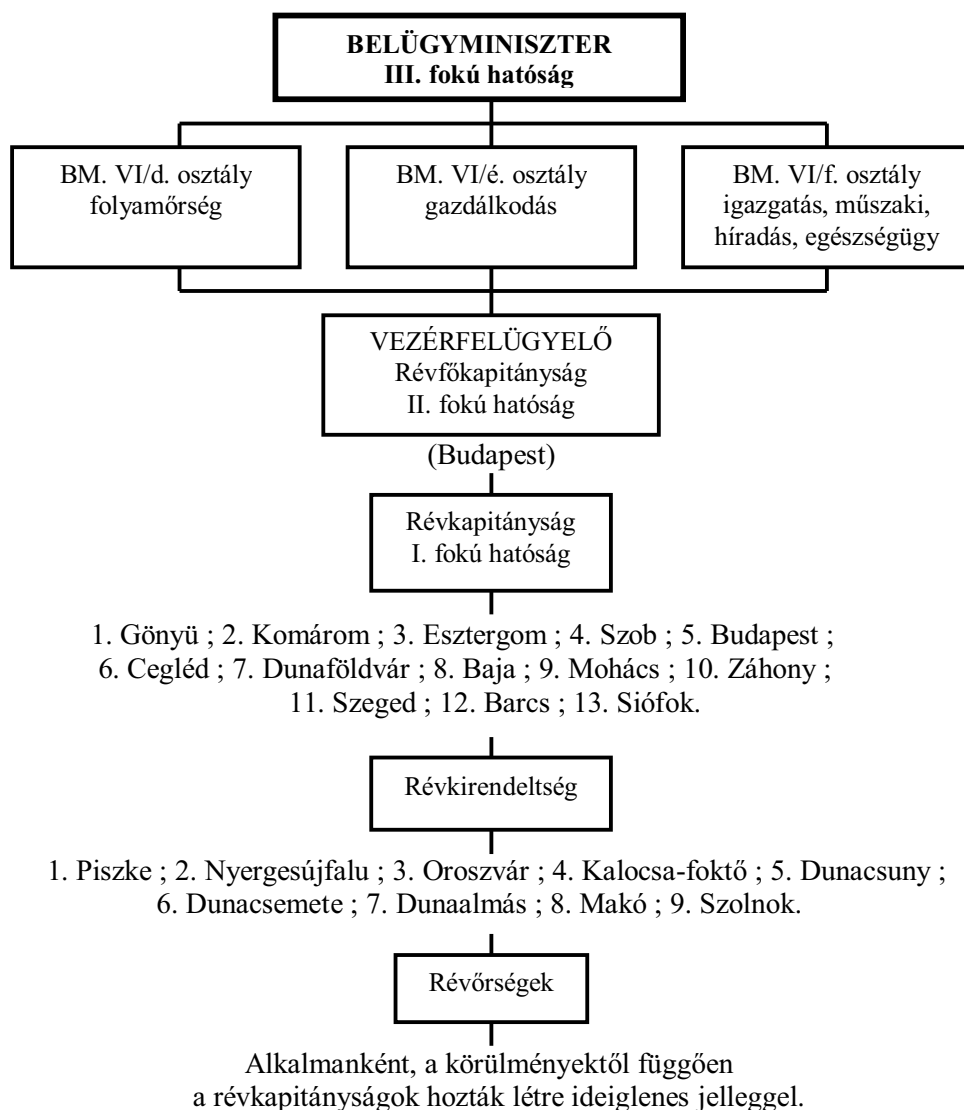 BELÜGYMINISZTER
III. fokú hatóság
BM. VI/d. osztály
folyamőrség
BM. VI/é. osztály
gazdálkodás
BM. VI/f. osztály
igazgatás, műszaki,
híradás, egészségügy
VEZÉRFELÜGYELŐ
Révfőkapitányság
II. fokú hatóság
(Budapest)
Révkapitányság
I. fokú hatóság
1. Gönyü ; 2. Komárom ; 3. Esztergom ; 4. Szob ; 5. Budapest ;
6. Cegléd ; 7. Dunaföldvár ; 8. Baja ; 9. Mohács ; 10. Záhony ;
11. Szeged ; 12. Barcs ; 13. Siófok.
Révkirendeltség
1. Piszke ; 2. Nyergesújfalu ; 3. Oroszvár ; 4. Kalocsa-foktő ; 5. Dunacsuny ;
6. Dunacsemete ; 7. Dunaalmás ; 8. Makó ; 9. Szolnok.
Révőrségek
Alkalmanként, a körülményektől függően
a révkapitányságok hozták létre ideiglenes jelleggel.